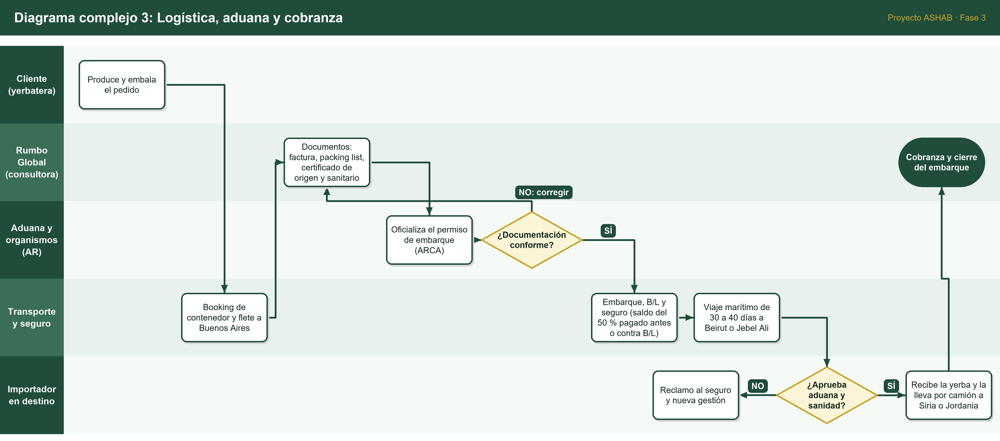 Diagrama complejo 3: Logística, aduana y cobranza
Proyecto ASHAB · Fase 3
Cliente
(yerbatera)
Produce y embala
el pedido
Rumbo
Global
(consultora)
Documentos:
factura, packing list,
certificado de
origen y sanitario
Cobranza y cierre
del embarque
NO: corregir
Aduana y
organismos
(AR)
Oficializa el permiso
de embarque
(ARCA)
¿Documentación
conforme?
SÍ
Transporte
y seguro
Booking de
contenedor y flete a
Buenos Aires
Embarque, B/L y
seguro (saldo del
50 % pagado antes
o contra B/L)
Viaje marítimo de
30 a 40 días a
Beirut o Jebel Ali
Importador
en destino
Reclamo al seguro
y nueva gestión
NO
¿Aprueba
aduana y
sanidad?
SÍ
Recibe la yerba y la
lleva por camión a
Siria o Jordania